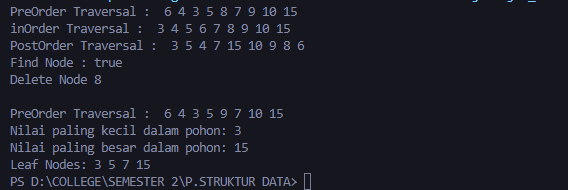 PreOrder Traversal :  6 4 3 5 8 7 9 10 15
inOrder Traversal :  3 4 5 6 7 8 9 10 15
PostOrder Traversal :  3 5 4 7 15 10 9 8 6
Find Node : true
Delete Node 8
PreOrder Traversal :  6 4 3 5 9 7 10 15
Nilai paling kecil dalam pohon: 3
Nilai paling besar dalam pohon: 15
Leaf Nodes: 3 5 7 15
PS D:\COLLEGE\SEMESTER 2\P.STRUKTUR DATA>